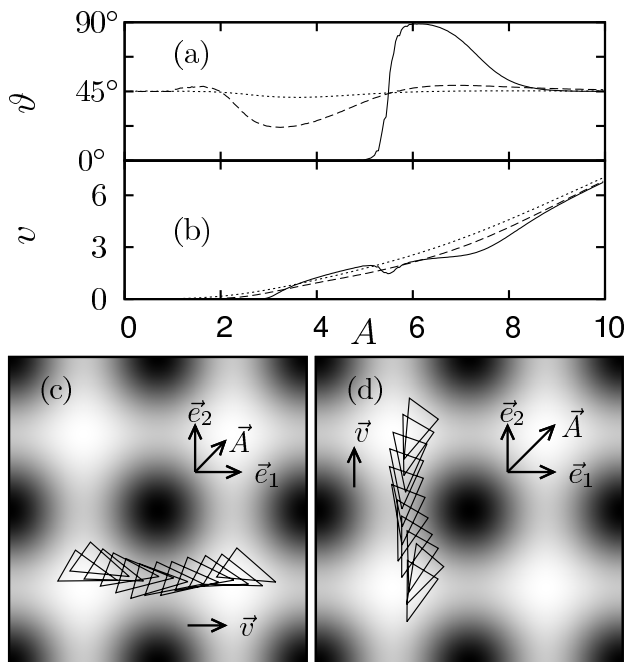 90°
(a)
ϑ
45°
0°
6
(b)
v
3
0
0 2 4 A 6 8 10
(c)
e⃗₂
A⃗
e⃗₁
v⃗
(d)
v⃗
e⃗₂
A⃗
e⃗₁